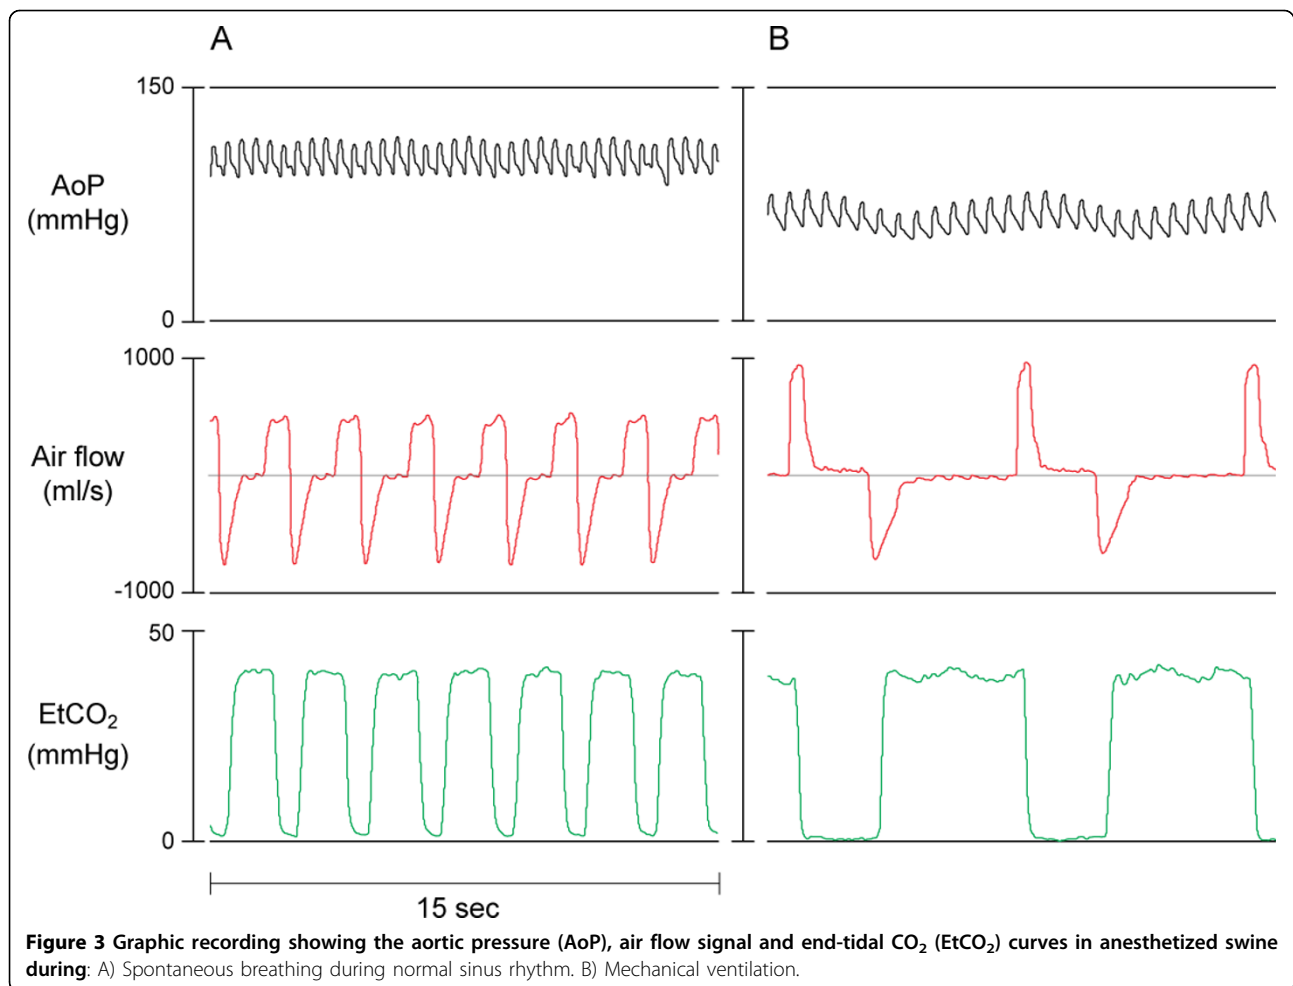 A
B
150
AoP
(mmHg)
0
1000
Air flow
(ml/s)
-1000
50
EtCO₂
(mmHg)
0
15 sec
Figure 3 Graphic recording showing the aortic pressure (AoP), air flow signal and end-tidal CO₂ (EtCO₂) curves in anesthetized swine
during: A) Spontaneous breathing during normal sinus rhythm. B) Mechanical ventilation.